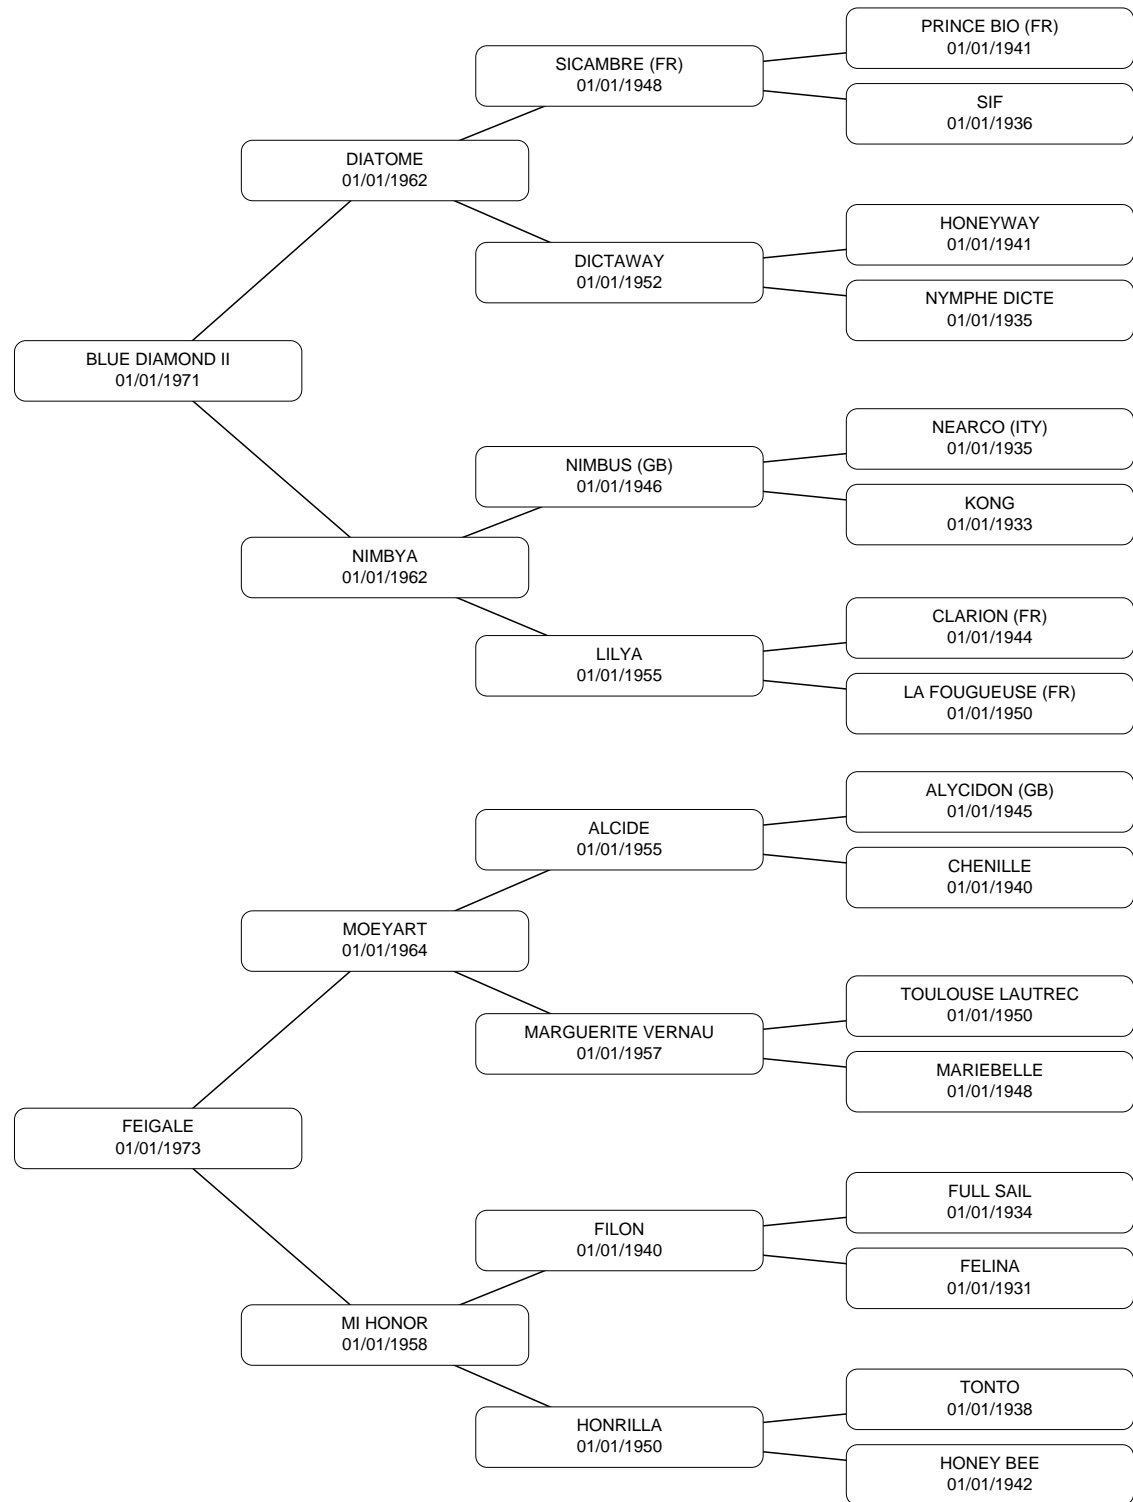 PRINCE BIO (FR)
01/01/1941
SICAMBRE (FR)
01/01/1948
SIF
01/01/1936
DIATOME
01/01/1962
HONEYWAY
01/01/1941
DICTAWAY
01/01/1952
NYMPHE DICTE
01/01/1935
BLUE DIAMOND II
01/01/1971
NEARCO (ITY)
01/01/1935
NIMBUS (GB)
01/01/1946
KONG
01/01/1933
NIMBYA
01/01/1962
CLARION (FR)
01/01/1944
LILYA
01/01/1955
LA FOUGUEUSE (FR)
01/01/1950
ALYCIDON (GB)
01/01/1945
ALCIDE
01/01/1955
CHENILLE
01/01/1940
MOEYART
01/01/1964
TOULOUSE LAUTREC
01/01/1950
MARGUERITE VERNAU
01/01/1957
MARIEBELLE
01/01/1948
FEIGALE
01/01/1973
FULL SAIL
01/01/1934
FILON
01/01/1940
FELINA
01/01/1931
MI HONOR
01/01/1958
TONTO
01/01/1938
HONRILLA
01/01/1950
HONEY BEE
01/01/1942